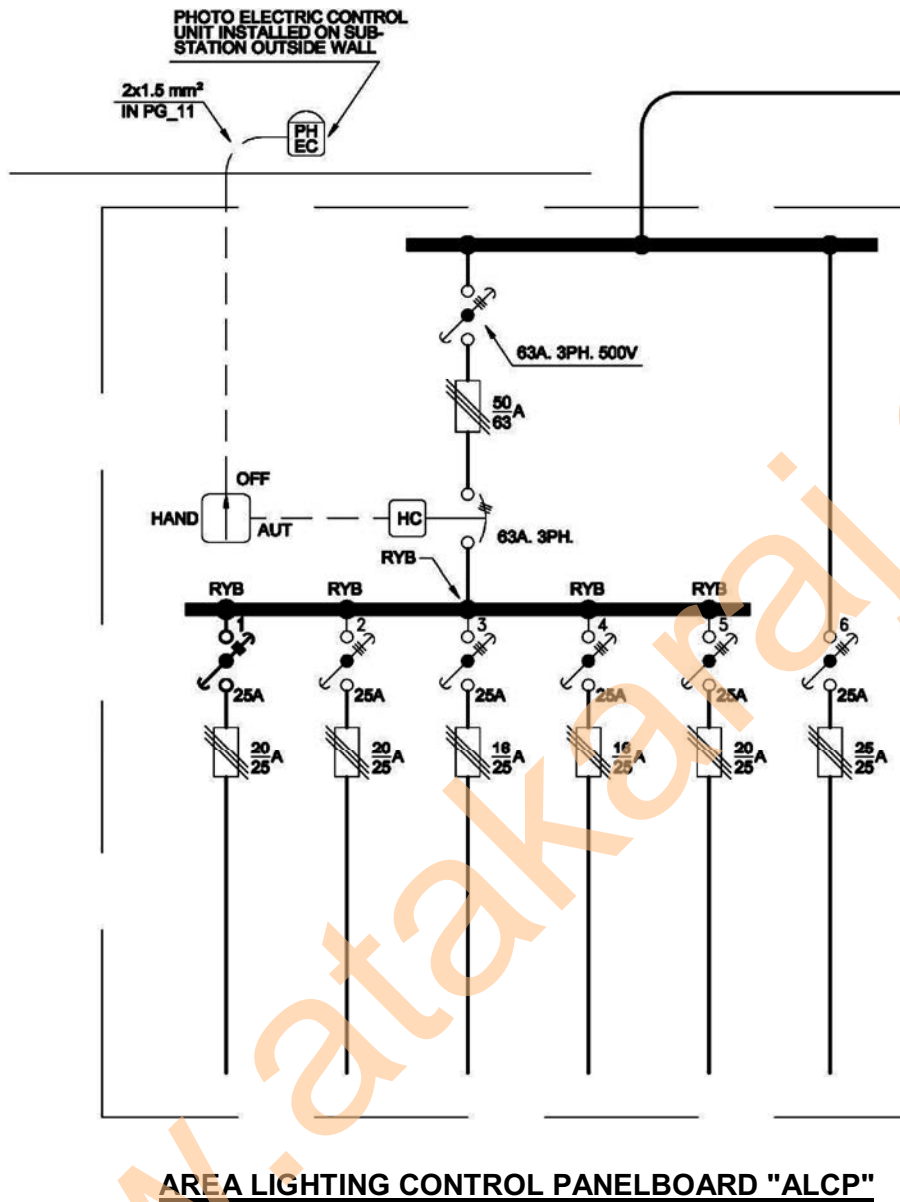 PHOTO ELECTRIC CONTROL
UNIT INSTALLED ON SUB-
STATION OUTSIDE WALL
2x1.5 mm²
IN PG_11
PH
EC
63A. 3PH. 500V
50
63 A
OFF
HAND
AUT
HC
63A. 3PH.
RYB
RYB RYB RYB RYB
1 2 3 4 5 6
25A 25A 25A 25A 25A 25A
20/25 A 20/25 A 16/25 A 16/25 A 20/25 A 25/25 A
AREA LIGHTING CONTROL PANELBOARD "ALCP"
w.atakaraj